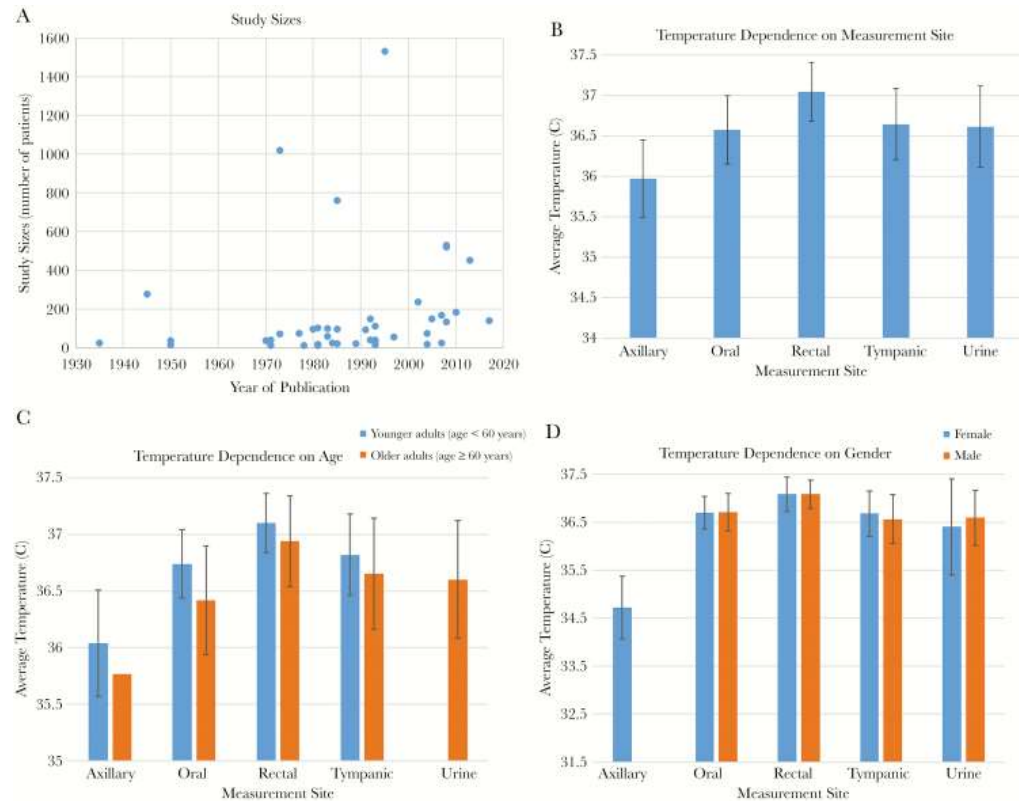 A
Study Sizes
Study Sizes (number of patients)
1600
1400
1200
1000
800
600
400
200
0
1930 1940 1950 1960 1970 1980 1990 2000 2010 2020
Year of Publication
B
Temperature Dependence on Measurement Site
Average Temperature (C)
37.5
37
36.5
36
35.5
35
34.5
34
Axillary Oral Rectal Tympanic Urine
Measurement Site
C
Younger adults (age < 60 years)
Older adults (age ≥ 60 years)
Temperature Dependence on Age
Average Temperature (C)
37.5
37
36.5
36
35.5
35
Axillary Oral Rectal Tympanic Urine
Measurement Site
D
Female
Male
Temperature Dependence on Gender
Average Temperature (C)
37.5
36.5
35.5
34.5
33.5
32.5
31.5
Axillary Oral Rectal Tympanic Urine
Measurement Site